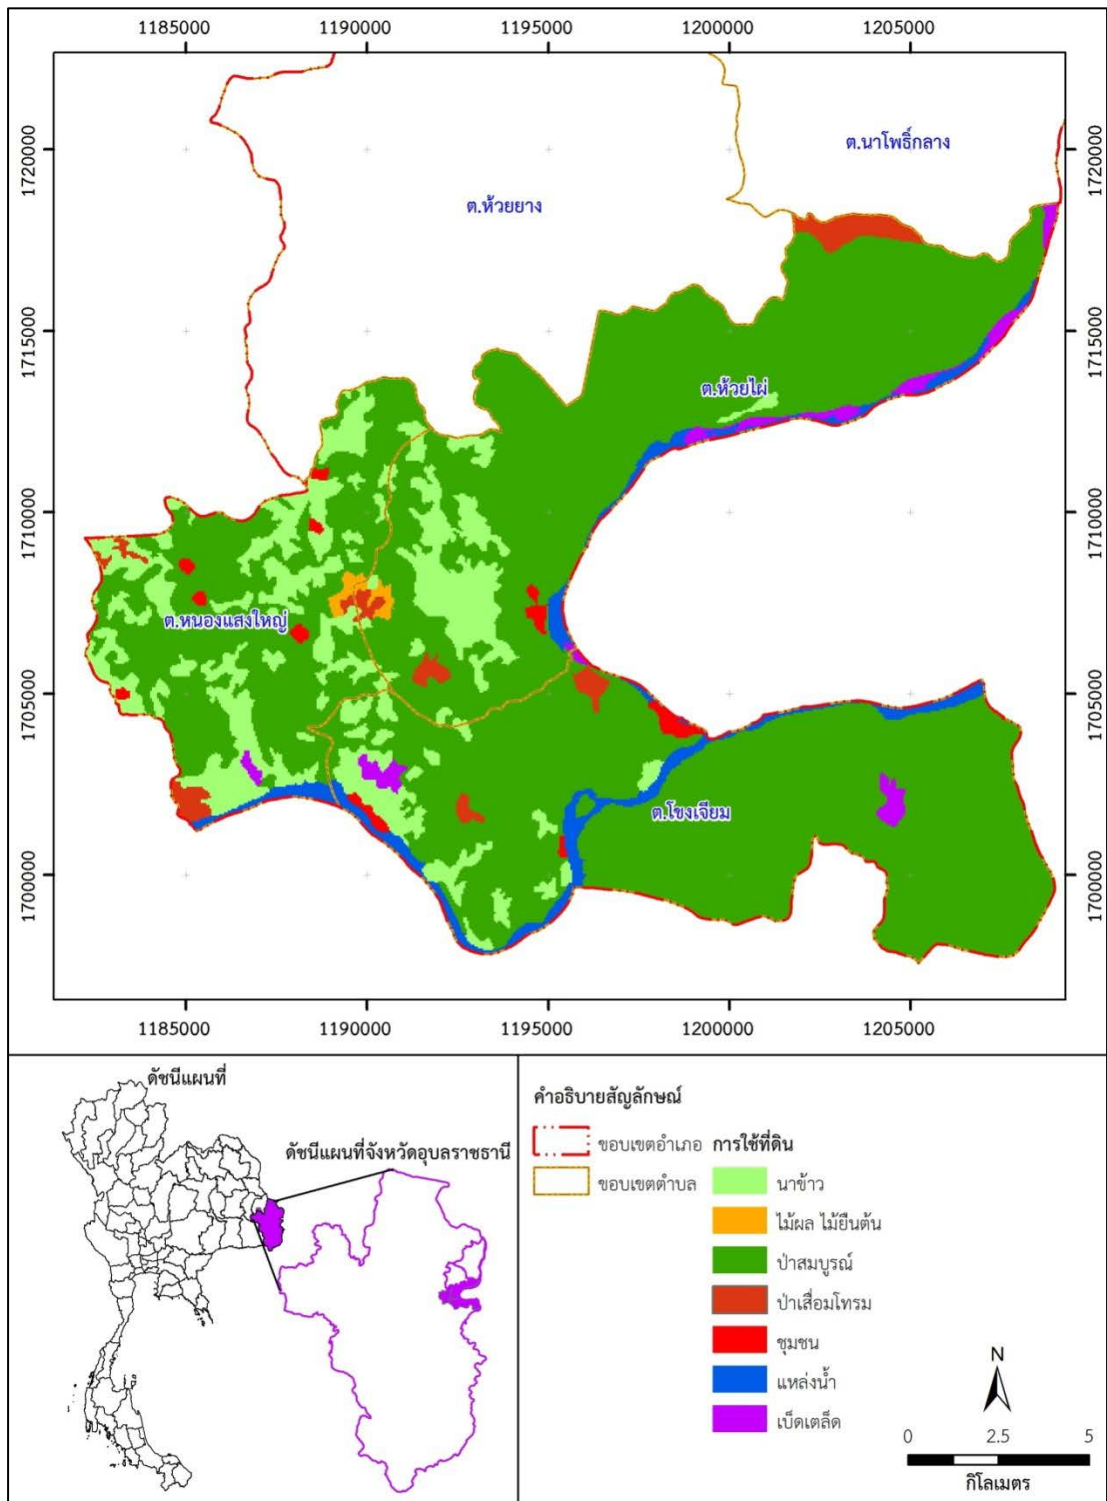 1185000 1190000 1195000 1200000 1205000
1720000 1720000
ต.นาโพธิ์กลาง
ต.ห้วยยาง
1715000 1715000
ต.ห้วยไผ่
1710000 1710000
ต.หนองแสงใหญ่
1705000 1705000
ต.โขงเจียม
1700000 1700000
1185000 1190000 1195000 1200000 1205000
ดัชนีแผนที่
ดัชนีแผนที่จังหวัดอุบลราชธานี
คำอธิบายสัญลักษณ์
ขอบเขตอำเภอ
ขอบเขตตำบล
การใช้ที่ดิน
นาข้าว
ไม้ผล ไม้ยืนต้น
ป่าสมบูรณ์
ป่าเสื่อมโทรม
ชุมชน
แหล่งน้ำ
เบ็ดเตล็ด
N
0 2.5 5
กิโลเมตร